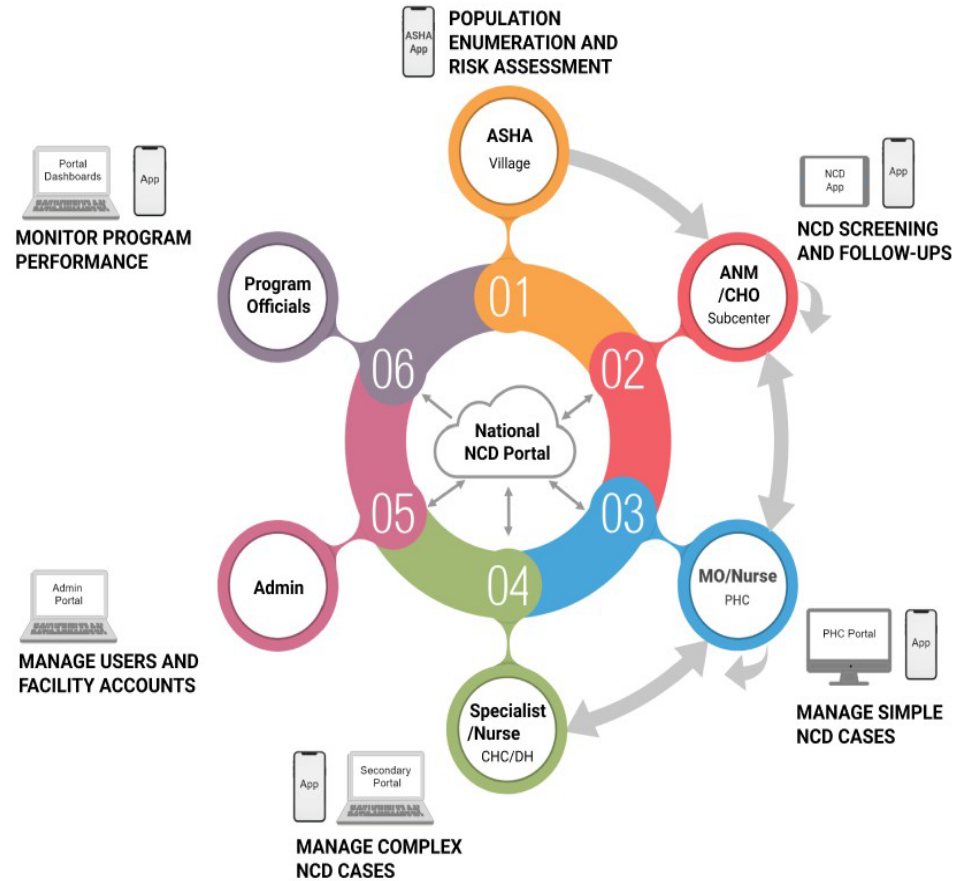 ASHA
App
POPULATION
ENUMERATION AND
RISK ASSESSMENT
ASHA
Village
Portal
Dashboards
App
MONITOR PROGRAM
PERFORMANCE
NCD
App
App
NCD SCREENING
AND FOLLOW-UPS
Program
Officials
ANM
/CHO
Subcenter
01
02
03
04
05
06
National
NCD Portal
Admin
MO/Nurse
PHC
Admin
Portal
MANAGE USERS AND
FACILITY ACCOUNTS
PHC Portal
App
MANAGE SIMPLE
NCD CASES
Specialist
/Nurse
CHC/DH
App
Secondary
Portal
MANAGE COMPLEX
NCD CASES